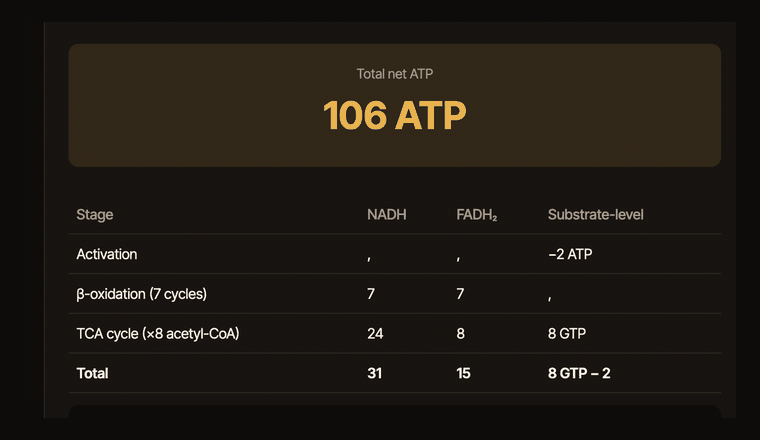 Total net ATP
106 ATP
Stage NADH FADH₂ Substrate-level
Activation , , −2 ATP
β-oxidation (7 cycles) 7 7 ,
TCA cycle (×8 acetyl-CoA) 24 8 8 GTP
Total 31 15 8 GTP − 2